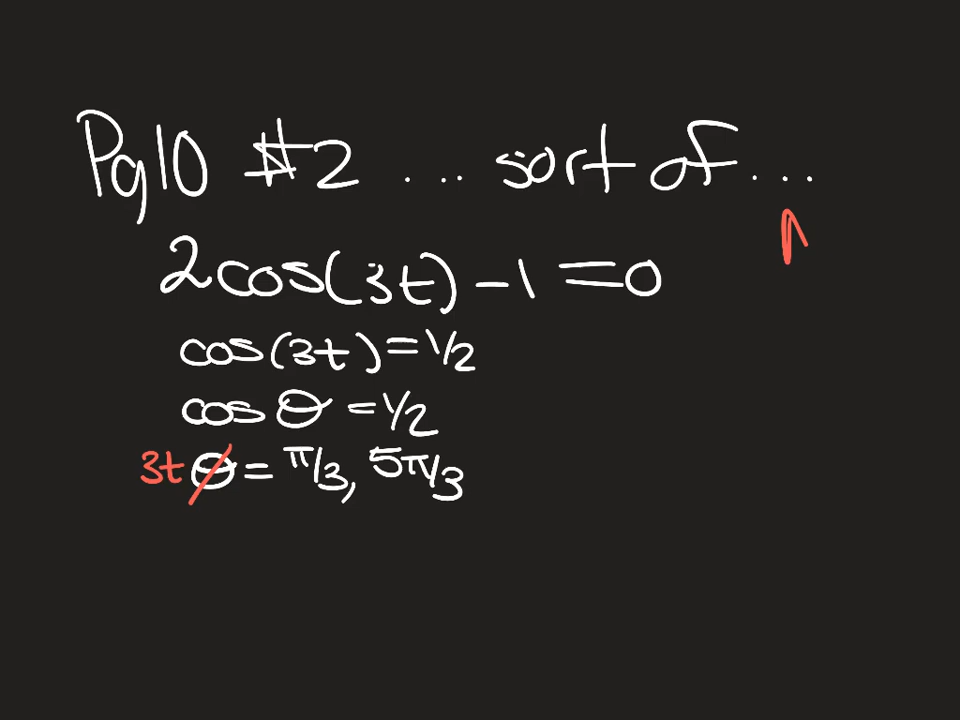 Pg10 #2 ... sort of ...
2cos(3t) - 1 = 0
cos(3t) = 1/2
cos θ = 1/2
3t θ = π/3, 5π/3